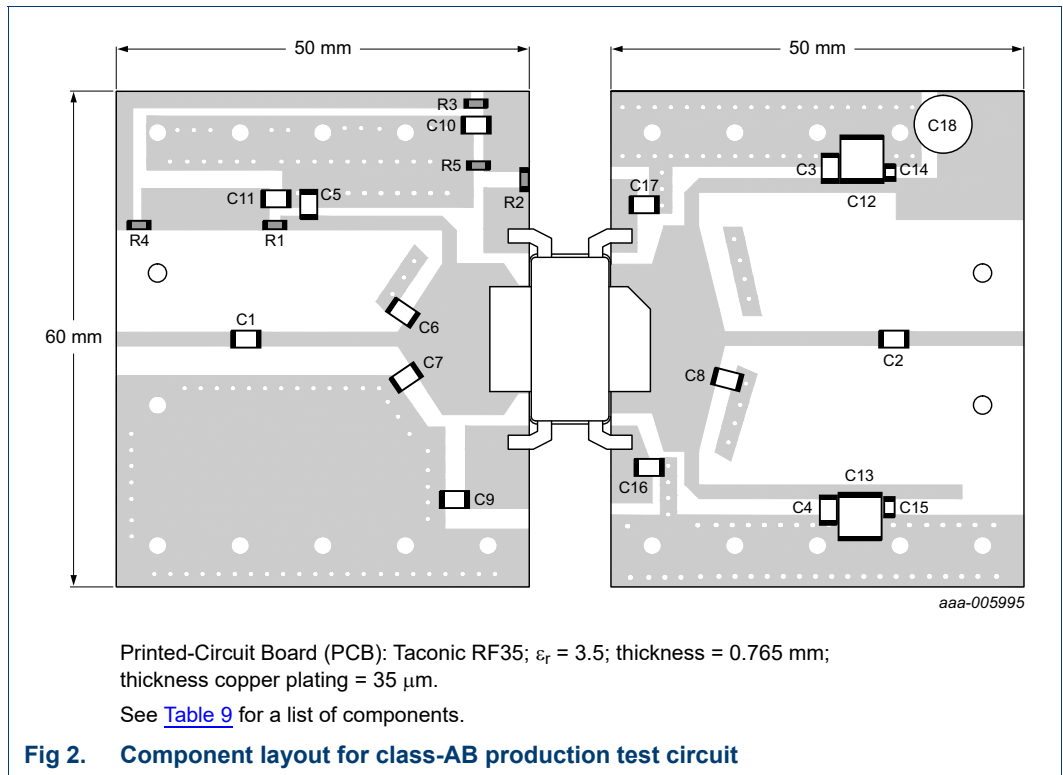 50 mm
50 mm
60 mm
R3
C10
R5
R2
C11
C5
R4
R1
C6
C1
C7
C9
C18
C3
C14
C17
C12
C2
C8
C13
C16
C4
C15
aaa-005995
Printed-Circuit Board (PCB): Taconic RF35; εr = 3.5; thickness = 0.765 mm;
thickness copper plating = 35 μm.
See Table 9 for a list of components.
Fig 2. Component layout for class-AB production test circuit